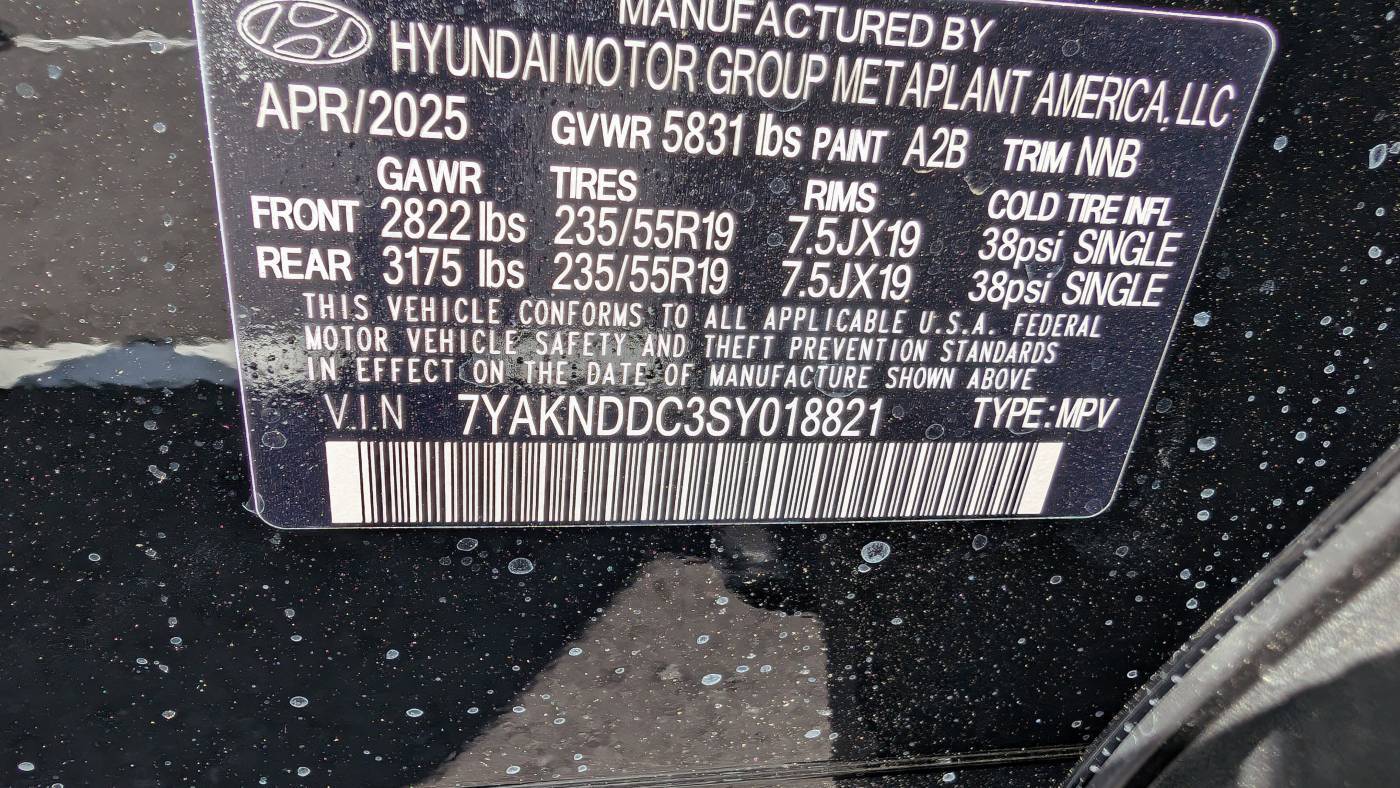 MANUFACTURED BY
HYUNDAI MOTOR GROUP METAPLANT AMERICA, LLC
APR/2025 GVWR 5831 lbs PAINT A2B TRIM NNB
GAWR TIRES RIMS COLD TIRE INFL
FRONT 2822 lbs 235/55R19 7.5JX19 38psi SINGLE
REAR 3175 lbs 235/55R19 7.5JX19 38psi SINGLE
THIS VEHICLE CONFORMS TO ALL APPLICABLE U.S.A. FEDERAL
MOTOR VEHICLE SAFETY AND THEFT PREVENTION STANDARDS
IN EFFECT ON THE DATE OF MANUFACTURE SHOWN ABOVE
V.I.N 7YAKNDDC3SY018821 TYPE:MPV